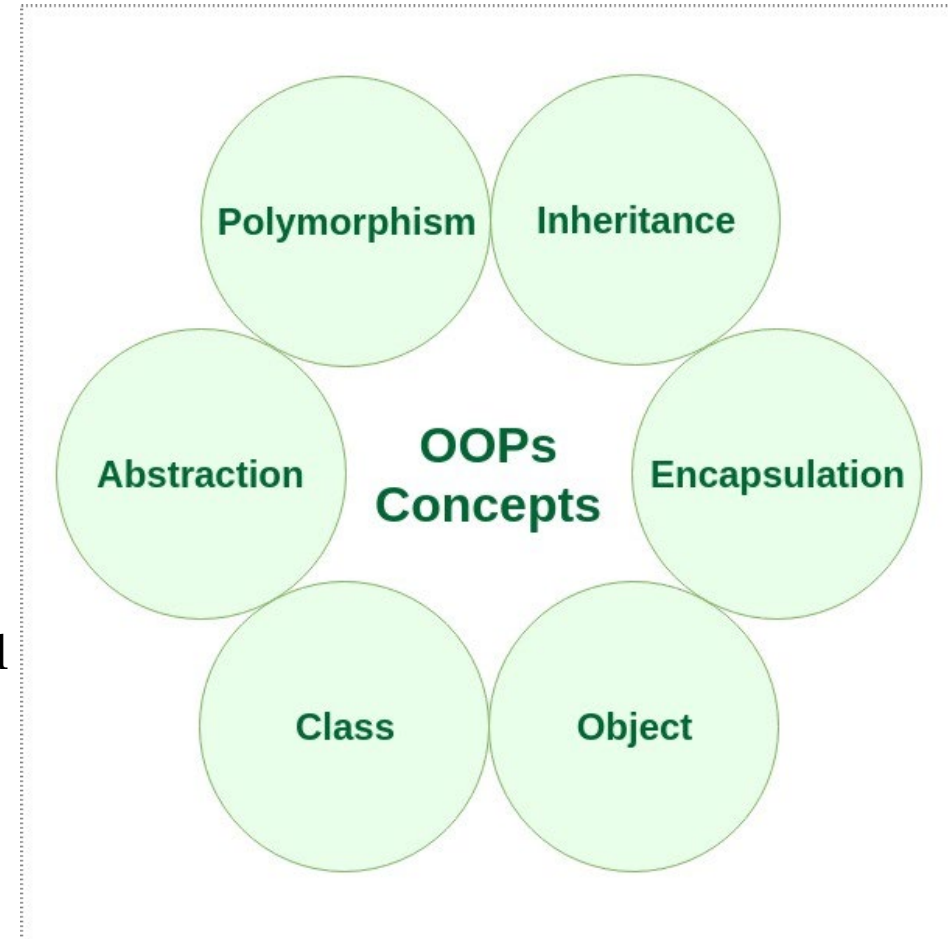 Polymorphism
Inheritance
OOPs
Concepts
Abstraction
Encapsulation
Class
Object